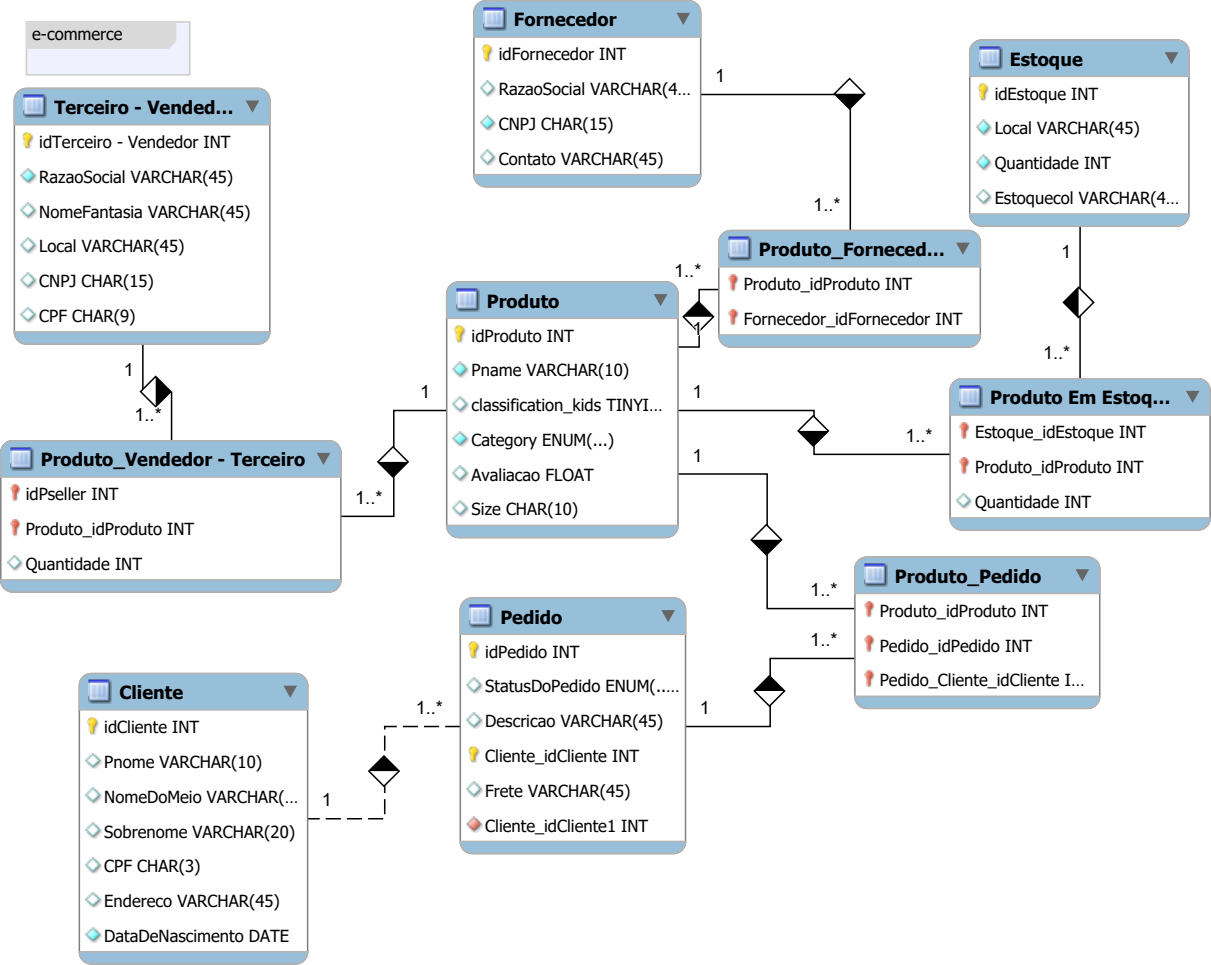 e-commerce
Terceiro - Vended...
idTerceiro - Vendedor INT
RazaoSocial VARCHAR(45)
NomeFantasia VARCHAR(45)
Local VARCHAR(45)
CNPJ CHAR(15)
CPF CHAR(9)
1
1..*
Fornecedor
idFornecedor INT
RazaoSocial VARCHAR(4...
CNPJ CHAR(15)
Contato VARCHAR(45)
1
1..*
Estoque
idEstoque INT
Local VARCHAR(45)
Quantidade INT
Estoquecol VARCHAR(4...
1
1..*
Produto_Forneced...
Produto_idProduto INT
Fornecedor_idFornecedor INT
1..*
1
Produto
idProduto INT
Pname VARCHAR(10)
classification_kids TINYI...
Category ENUM(...)
Avaliacao FLOAT
Size CHAR(10)
1
1..*
1
1..*
1
1..*
Produto Em Estoq...
Estoque_idEstoque INT
Produto_idProduto INT
Quantidade INT
Produto_Vendedor - Terceiro
idPseller INT
Produto_idProduto INT
Quantidade INT
Produto_Pedido
Produto_idProduto INT
Pedido_idPedido INT
Pedido_Cliente_idCliente I...
1..*
1
Pedido
idPedido INT
StatusDoPedido ENUM(.....
Descricao VARCHAR(45)
Cliente_idCliente INT
Frete VARCHAR(45)
Cliente_idCliente1 INT
1..*
1
Cliente
idCliente INT
Pnome VARCHAR(10)
NomeDoMeio VARCHAR(...
Sobrenome VARCHAR(20)
CPF CHAR(3)
Endereco VARCHAR(45)
DataDeNascimento DATE